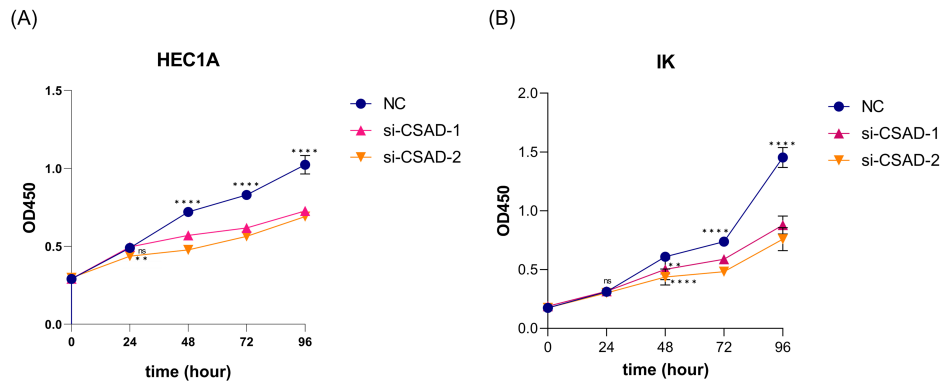 (A)
HEC1A
OD450
1.5
1.0
0.5
0.0
0 24 48 72 96
time (hour)
NC
si-CSAD-1
si-CSAD-2
ns
**
****
****
****
(B)
IK
OD450
2.0
1.5
1.0
0.5
0.0
0 24 48 72 96
time (hour)
NC
si-CSAD-1
si-CSAD-2
ns
**
****
****
****